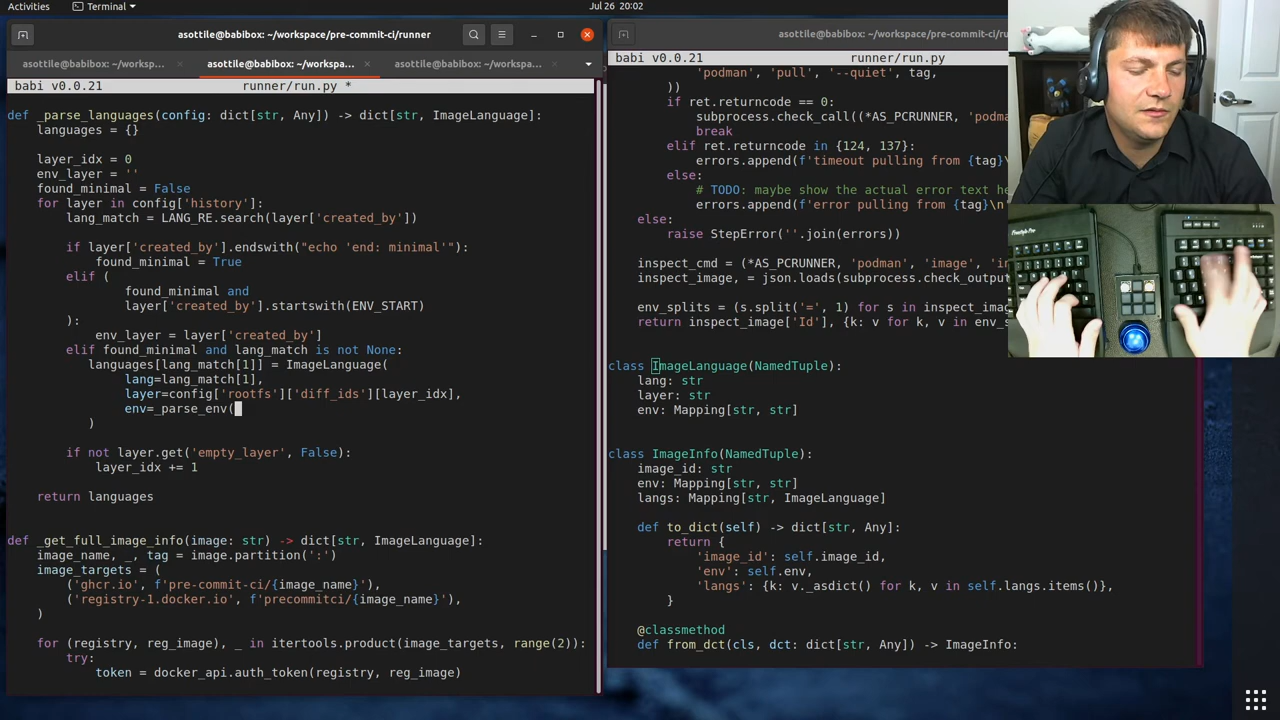 Activities
Terminal
Jul 26 20:02
asottile@babibox: ~/workspace/pre-commit-ci/runner
asottile@babibox: ~/worksp...
asottile@babibox: ~/workspa...
asottile@babibox: ~/workspa...
babi v0.0.21 runner/run.py *
def _parse_languages(config: dict[str, Any]) -> dict[str, ImageLanguage]:
languages = {}
layer_idx = 0
env_layer = ''
found_minimal = False
for layer in config['history']:
lang_match = LANG_RE.search(layer['created_by'])
if layer['created_by'].endswith("echo 'end: minimal'"):
found_minimal = True
elif (
found_minimal and
layer['created_by'].startswith(ENV_START)
):
env_layer = layer['created_by']
elif found_minimal and lang_match is not None:
languages[lang_match[1]] = ImageLanguage(
lang=lang_match[1],
layer=config['rootfs']['diff_ids'][layer_idx],
env=_parse_env(
)
if not layer.get('empty_layer', False):
layer_idx += 1
return languages
def _get_full_image_info(image: str) -> dict[str, ImageLanguage]:
image_name, _, tag = image.partition(':')
image_targets = (
('ghcr.io', f'pre-commit-ci/{image_name}'),
('registry-1.docker.io', f'precommitci/{image_name}'),
)
for (registry, reg_image), _ in itertools.product(image_targets, range(2)):
try:
token = docker_api.auth_token(registry, reg_image)
asottile@babibox: ~/workspace/pre-commit-ci/ru
babi v0.0.21 runner/run.py
'podman', 'pull', '--quiet', tag,
))
if ret.returncode == 0:
subprocess.check_call((*AS_PCRUNNER, 'podma
break
elif ret.returncode in {124, 137}:
errors.append(f'timeout pulling from {tag}\
else:
# TODO: maybe show the actual error text he
errors.append(f'error pulling from {tag}\n'
else:
raise StepError(''.join(errors))
inspect_cmd = (*AS_PCRUNNER, 'podman', 'image', 'in
inspect_image, = json.loads(subprocess.check_output
env_splits = (s.split('=', 1) for s in inspect_imag
return inspect_image['Id'], {k: v for k, v in env_s
class ImageLanguage(NamedTuple):
lang: str
layer: str
env: Mapping[str, str]
class ImageInfo(NamedTuple):
image_id: str
env: Mapping[str, str]
langs: Mapping[str, ImageLanguage]
def to_dict(self) -> dict[str, Any]:
return {
'image_id': self.image_id,
'env': self.env,
'langs': {k: v._asdict() for k, v in self.langs.items()},
}
@classmethod
def from_dct(cls, dct: dict[str, Any]) -> ImageInfo: